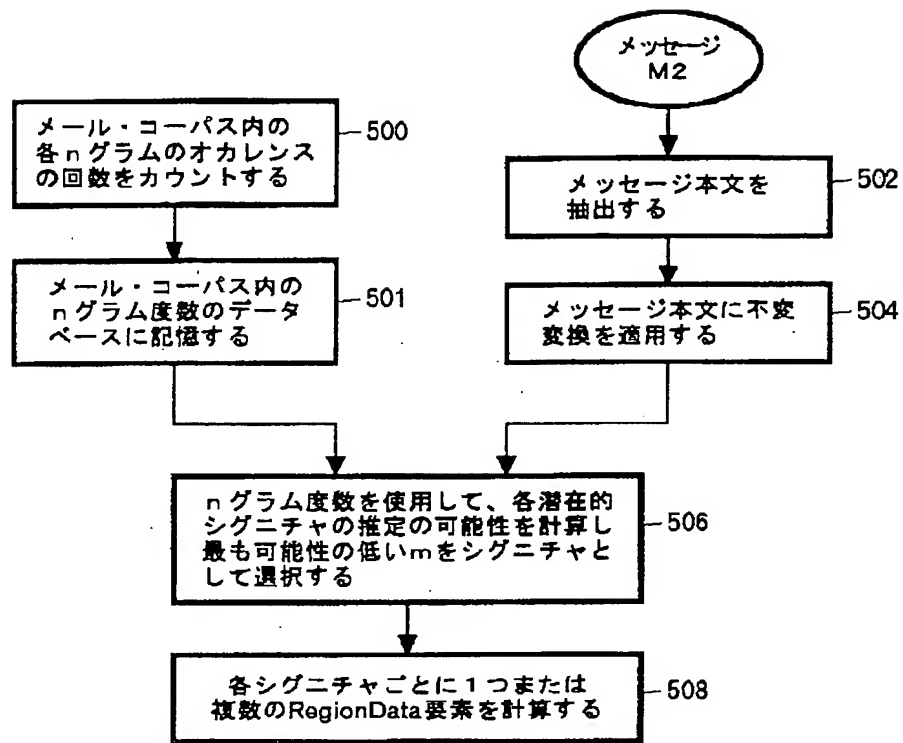 メッセージ
M2
メール・コーパス内の
各nグラムのオカレンス
の回数をカウントする
500
メッセージ本文を
抽出する
502
メール・コーパス内の
nグラム度数のデータ
ベースに記憶する
501
メッセージ本文に不変
変換を適用する
504
nグラム度数を使用して、各潜在的
シグニチャの推定の可能性を計算し
最も可能性の低いmをシグニチャと
して選択する
506
各シグニチャごとに1つまたは
複数のRegionData要素を計算する
508